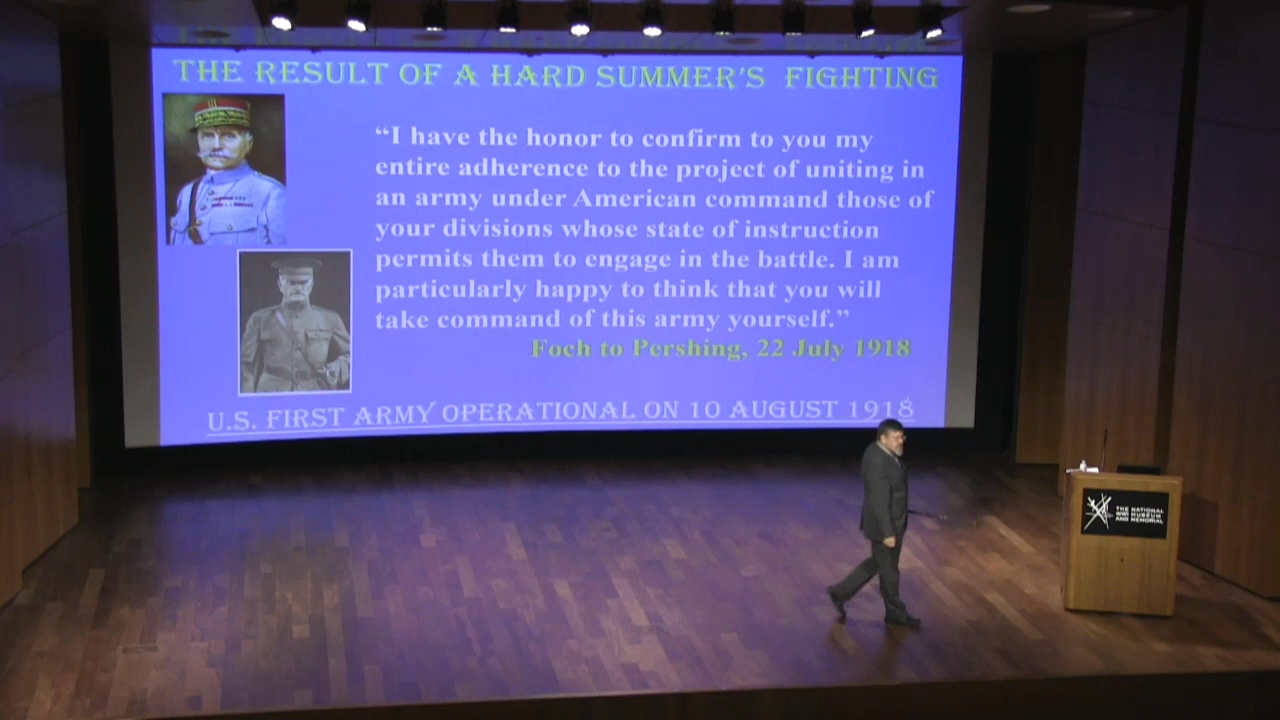 THE RESULT OF A HARD SUMMER'S FIGHTING
“I have the honor to confirm to you my
entire adherence to the project of uniting in
an army under American command those of
your divisions whose state of instruction
permits them to engage in the battle. I am
particularly happy to think that you will
take command of this army yourself.”
Foch to Pershing, 22 July 1918
U.S. FIRST ARMY OPERATIONAL ON 10 AUGUST 1918
THE NATIONAL
WWI MUSEUM
AND MEMORIAL